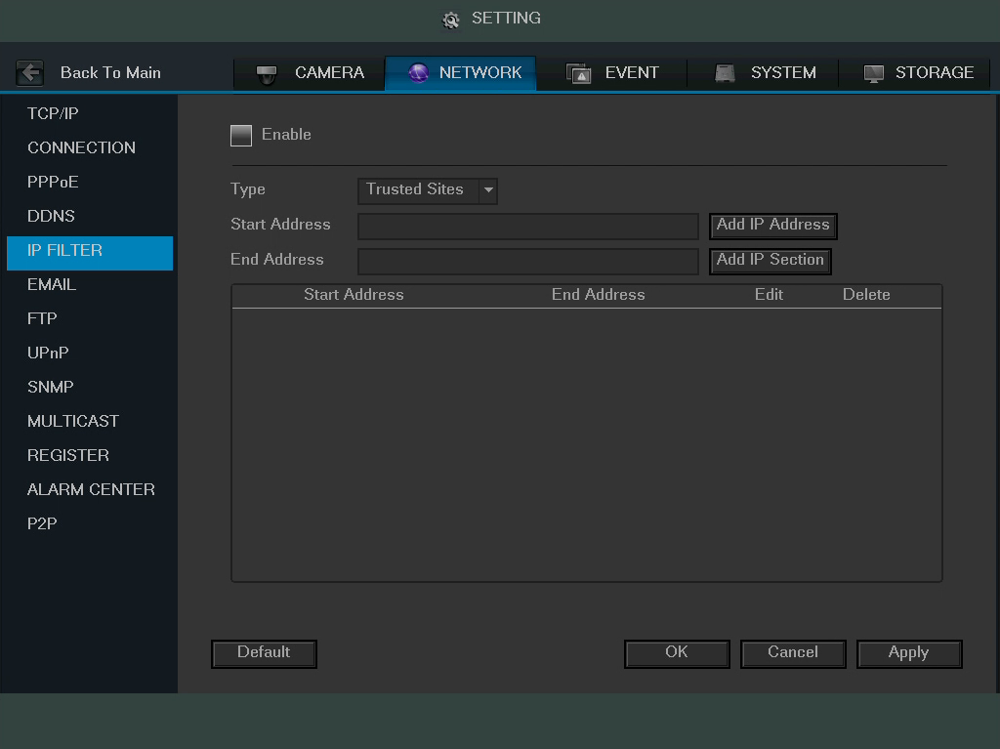 SETTING
Back To Main
CAMERA
NETWORK
EVENT
SYSTEM
STORAGE
TCP/IP
CONNECTION
PPPoE
DDNS
IP FILTER
EMAIL
FTP
UPnP
SNMP
MULTICAST
REGISTER
ALARM CENTER
P2P
Enable
Type Trusted Sites
Start Address Add IP Address
End Address Add IP Section
Start Address End Address Edit Delete
Default OK Cancel Apply